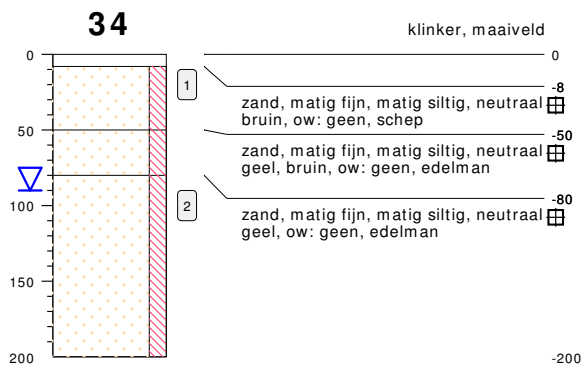 34
klinker, maaiveld
0
0
1
-8
zand, matig fijn, matig siltig, neutraal
bruin, ow: geen, schep
50
-50
zand, matig fijn, matig siltig, neutraal
geel, bruin, ow: geen, edelman
-80
100
2
zand, matig fijn, matig siltig, neutraal
geel, ow: geen, edelman
150
200
-200